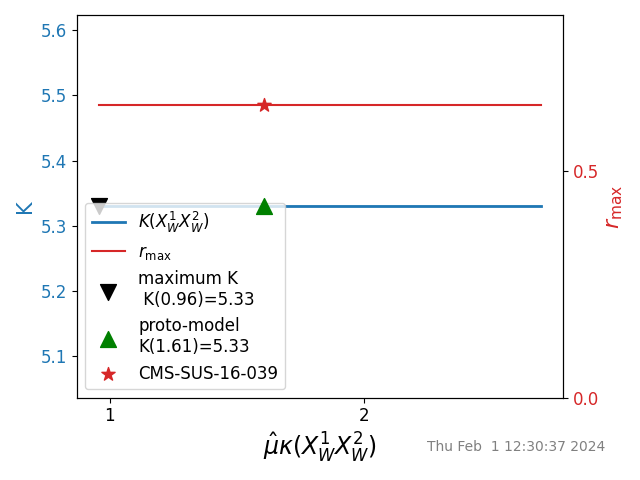 5.6
5.5
5.4
5.3
5.2
5.1
K
0.5
0.0
r_max
K(X_W^1 X_W^2)
r_max
maximum K
K(0.96)=5.33
proto-model
K(1.61)=5.33
CMS-SUS-16-039
1 2
μ̂κ(X_W^1 X_W^2)
Thu Feb 1 12:30:37 2024